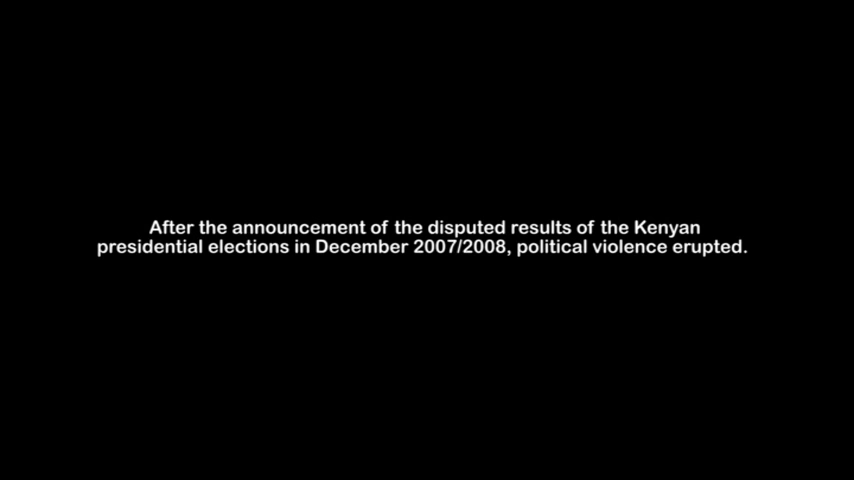 After the announcement of the disputed results of the Kenyan
presidential elections in December 2007/2008, political violence erupted.